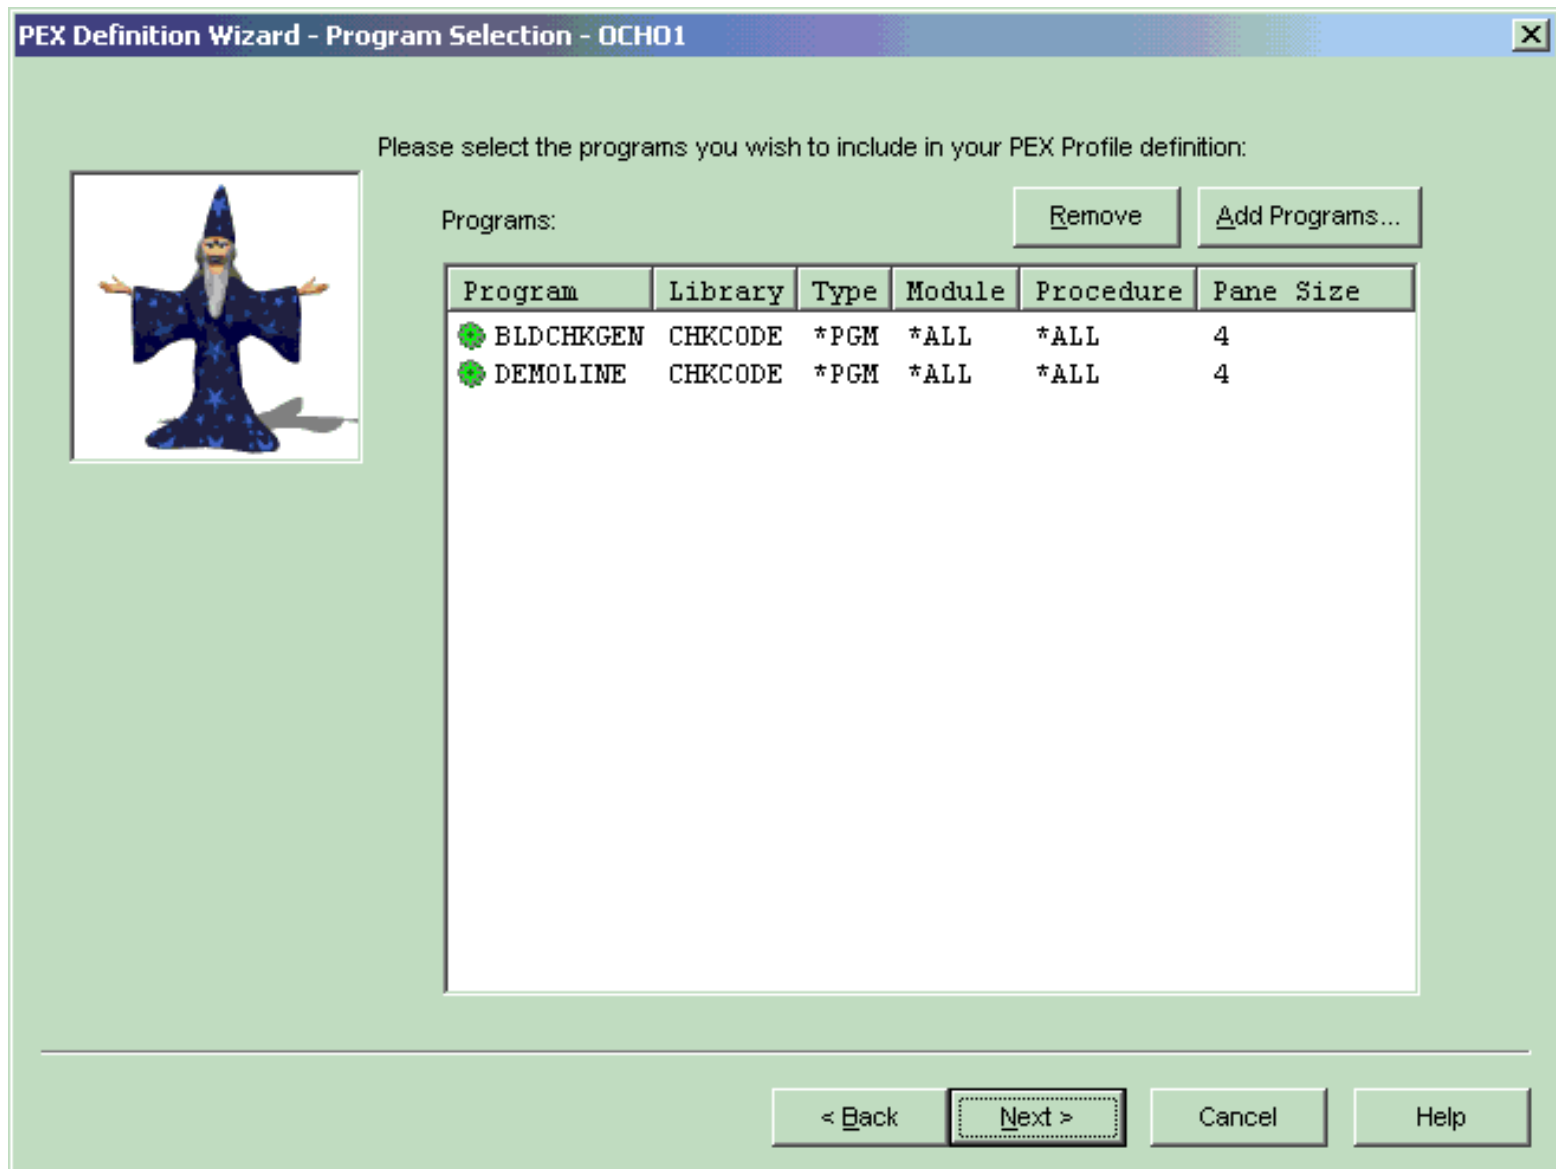 PEX Definition Wizard - Program Selection - OCHO1
Please select the programs you wish to include in your PEX Profile definition:
Programs:
Remove
Add Programs...
Program Library Type Module Procedure Pane Size
BLDCHKGEN CHKCODE *PGM *ALL *ALL 4
DEMOLINE CHKCODE *PGM *ALL *ALL 4
< Back
Next >
Cancel
Help